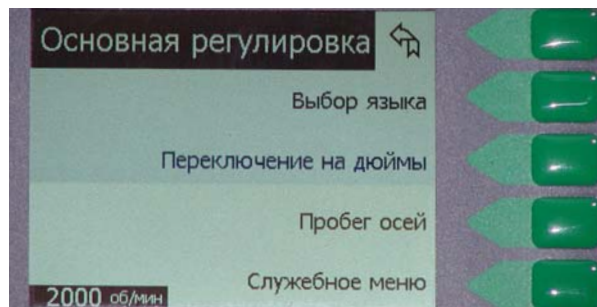 Основная регулировка
Выбор языка
Переключение на дюймы
Пробег осей
Служебное меню
2000 об/мин